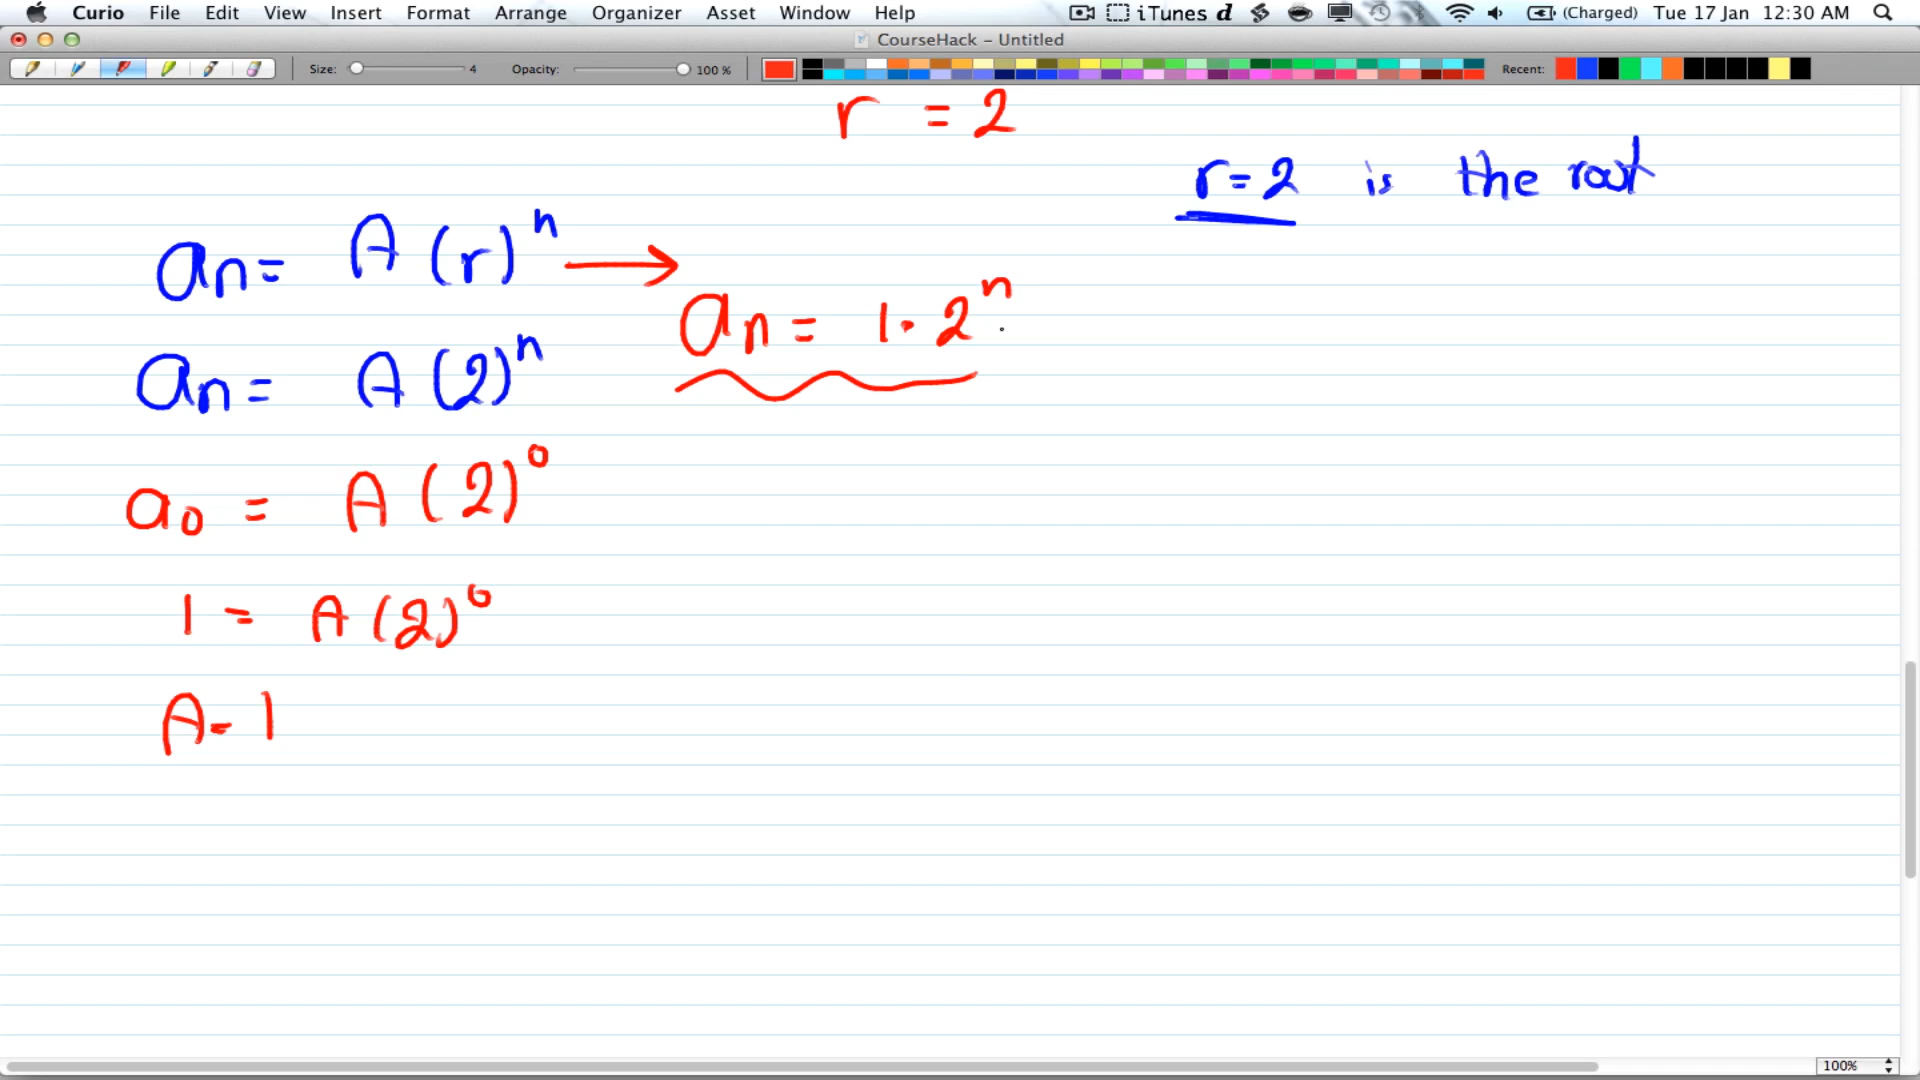 Curio File Edit View Insert Format Arrange Organizer Asset Window Help iTunes d (Charged) Tue 17 Jan 12:30 AM
CourseHack – Untitled
Size: 4 Opacity: 100 % Recent:
r = 2
r = 2 is the root
an = A (r)^n
an = 1 · 2^n
an = A (2)^n
a0 = A (2)^0
1 = A (2)^0
A = 1
100%